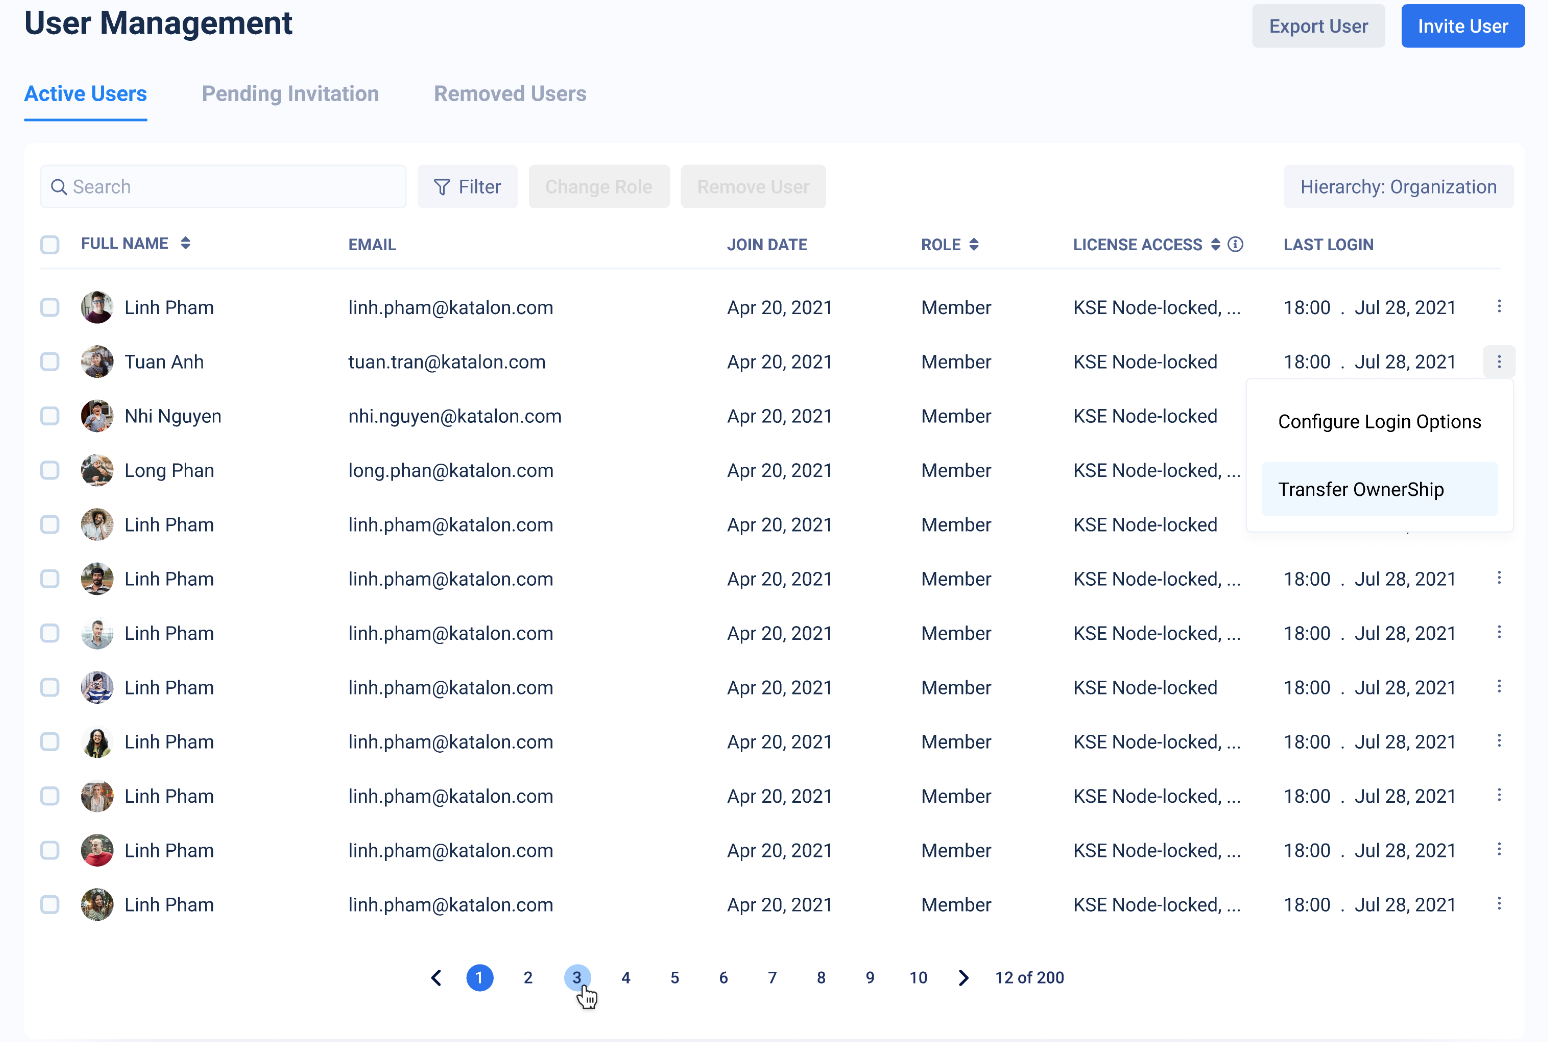 User Management
Export User
Invite User
Active Users
Pending Invitation
Removed Users
Search
Filter
Change Role
Remove User
Hierarchy: Organization
FULL NAME EMAIL JOIN DATE ROLE LICENSE ACCESS LAST LOGIN
Linh Pham linh.pham@katalon.com Apr 20, 2021 Member KSE Node-locked, ... 18:00 . Jul 28, 2021
Tuan Anh tuan.tran@katalon.com Apr 20, 2021 Member KSE Node-locked 18:00 . Jul 28, 2021
Nhi Nguyen nhi.nguyen@katalon.com Apr 20, 2021 Member KSE Node-locked
Configure Login Options
Long Phan long.phan@katalon.com Apr 20, 2021 Member KSE Node-locked, ...
Transfer OwnerShip
Linh Pham linh.pham@katalon.com Apr 20, 2021 Member KSE Node-locked
Linh Pham linh.pham@katalon.com Apr 20, 2021 Member KSE Node-locked, ... 18:00 . Jul 28, 2021
Linh Pham linh.pham@katalon.com Apr 20, 2021 Member KSE Node-locked, ... 18:00 . Jul 28, 2021
Linh Pham linh.pham@katalon.com Apr 20, 2021 Member KSE Node-locked 18:00 . Jul 28, 2021
Linh Pham linh.pham@katalon.com Apr 20, 2021 Member KSE Node-locked, ... 18:00 . Jul 28, 2021
Linh Pham linh.pham@katalon.com Apr 20, 2021 Member KSE Node-locked, ... 18:00 . Jul 28, 2021
Linh Pham linh.pham@katalon.com Apr 20, 2021 Member KSE Node-locked, ... 18:00 . Jul 28, 2021
Linh Pham linh.pham@katalon.com Apr 20, 2021 Member KSE Node-locked, ... 18:00 . Jul 28, 2021
1 2 3 4 5 6 7 8 9 10 12 of 200